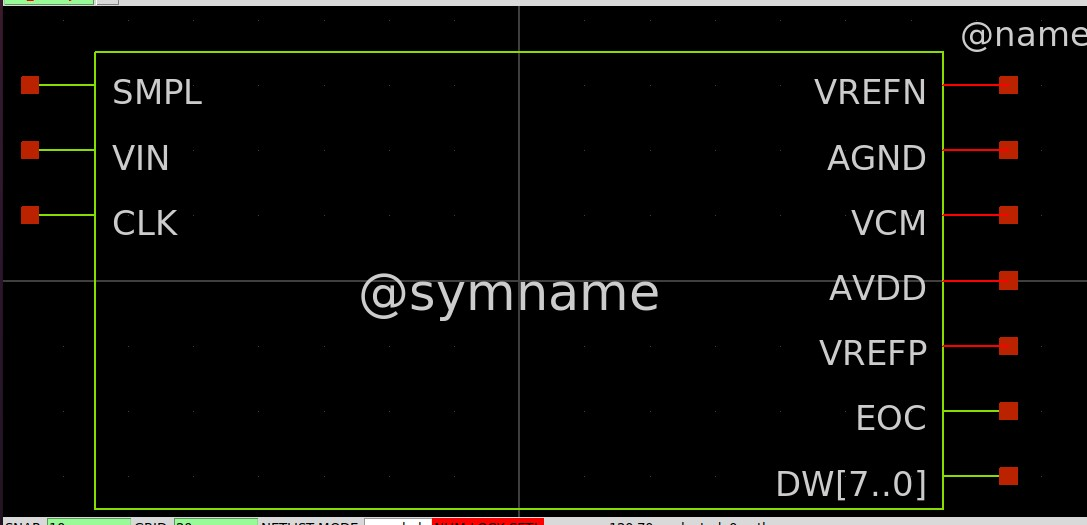 @name
SMPL VREFN
VIN AGND
CLK VCM
@symname AVDD
VREFP
EOC
DW[7..0]